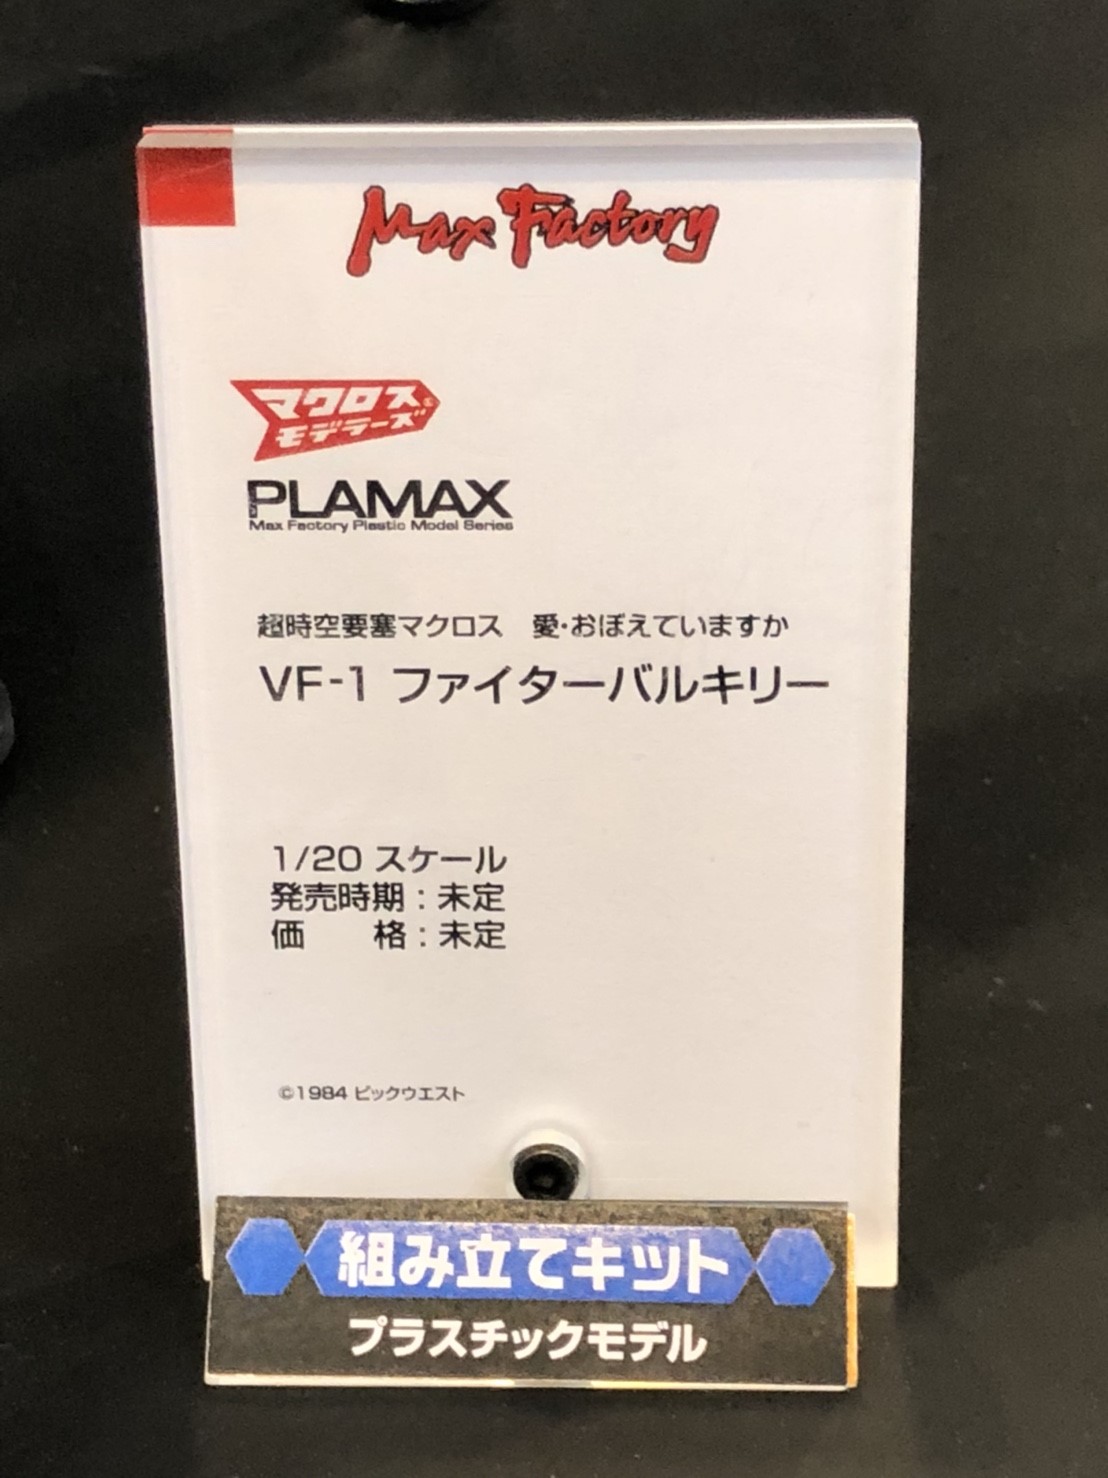 Max Factory
マクロス
モデラーズ
PLAMAX
Max Factory Plastic Model Series
超時空要塞マクロス　愛・おぼえていますか
VF-1 ファイターバルキリー
1/20 スケール
発売時期：未定
価　　格：未定
©1984 ビックウエスト
組み立てキット
プラスチックモデル